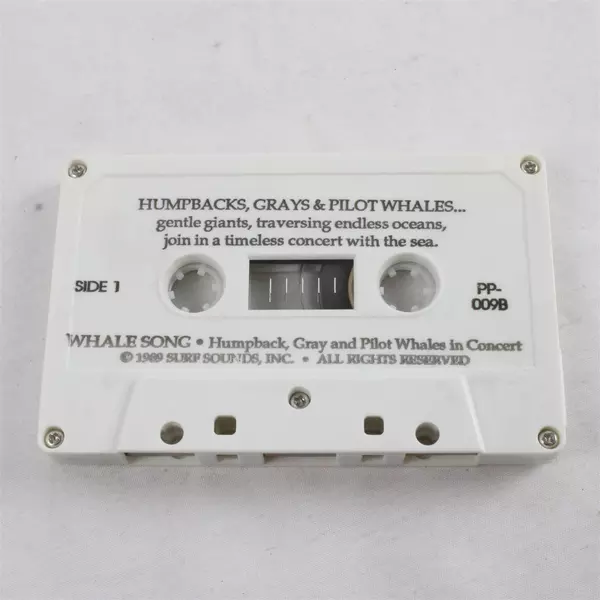 HUMPBACKS, GRAYS & PILOT WHALES...
gentle giants, traversing endless oceans,
join in a timeless concert with the sea.
SIDE 1
PP-
009B
WHALE SONG • Humpback, Gray and Pilot Whales in Concert
© 1989 SURF SOUNDS, INC. • ALL RIGHTS RESERVED